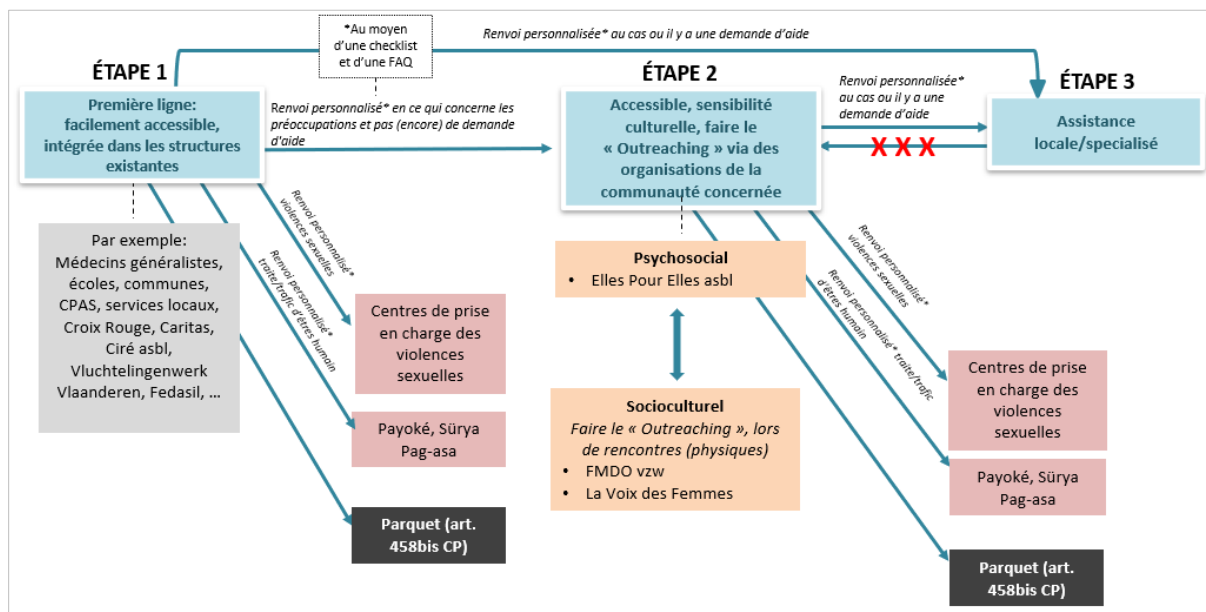 *Au moyen
d'une checklist
et d'une FAQ
Renvoi personnalisée* au cas ou il y a une demande d'aide
ÉTAPE 1
Première ligne:
facilement accessible,
intégrée dans les structures
existantes
Renvoi personnalisé* en ce qui concerne les
préoccupations et pas (encore) de demande
d'aide
ÉTAPE 2
Accessible, sensibilité
culturelle, faire le
« Outreaching » via des
organisations de la
communauté concernée
Renvoi personnalisée*
au cas ou il y a une
demande d'aide
X X X
ÉTAPE 3
Assistance
locale/specialisé
Par exemple:
Médecins généralistes,
écoles, communes,
CPAS, services locaux,
Croix Rouge, Caritas,
Ciré asbl,
Vluchtelingenwerk
Vlaanderen, Fedasil, …
Renvoi personnalisé*
violences sexuelles
Renvoi personnalisé*
traite/trafic d'êtres humain
Centres de prise
en charge des
violences
sexuelles
Payoké, Sürya
Pag-asa
Parquet (art.
458bis CP)
Psychosocial
• Elles Pour Elles asbl
Socioculturel
Faire le « Outreaching », lors
de rencontres (physiques)
• FMDO vzw
• La Voix des Femmes
Renvoi personnalisé*
violences sexuelles
Renvoi personnalisé* traite/trafic
d'êtres humain
Centres de prise
en charge des
violences
sexuelles
Payoké, Sürya
Pag-asa
Parquet (art.
458bis CP)